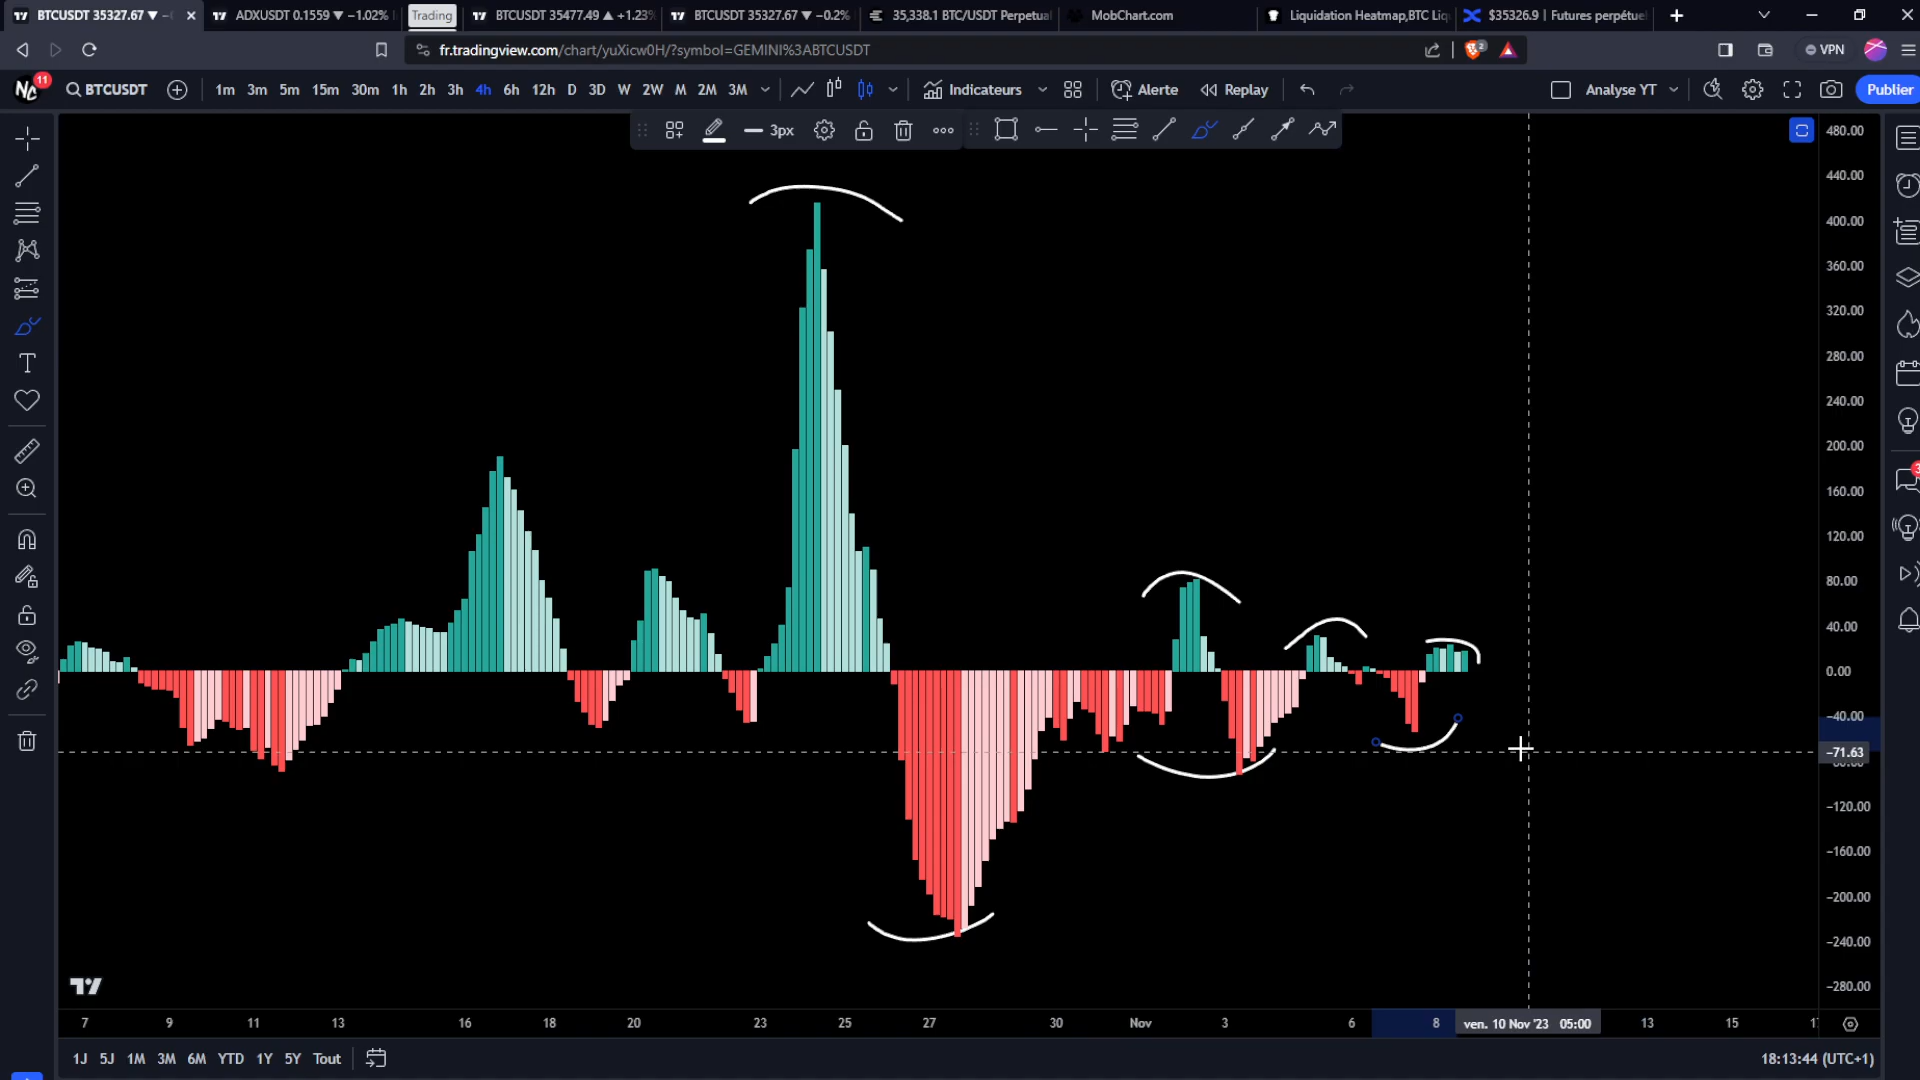 BTCUSDT 35327.67 ▼ −
ADXUSDT 0.1559 ▼ −1.02%
Trading
BTCUSDT 35477.49 ▲ +1.23%
BTCUSDT 35327.67 ▼ −0.2%
35,338.1 BTC/USDT Perpetual
MobChart.com
Liquidation Heatmap,BTC Liq
$35326.9 | Futures perpétue
fr.tradingview.com/chart/yuXicw0H/?symbol=GEMINI%3ABTCUSDT
2
VPN
11
BTCUSDT
1m 3m 5m 15m 30m 1h 2h 3h 4h 6h 12h D 3D W 2W M 2M 3M
Indicateurs
Alerte
Replay
Analyse YT
Publier
3px
480.00
440.00
400.00
360.00
320.00
280.00
240.00
200.00
160.00
120.00
80.00
40.00
0.00
−40.00
−71.63
−120.00
−160.00
−200.00
−240.00
−280.00
7 9 11 13 16 18 20 23 25 27 30 Nov 3 6 8 ven. 10 Nov '23 05:00 13 15
1J 5J 1M 3M 6M YTD 1Y 5Y Tout
18:13:44 (UTC+1)